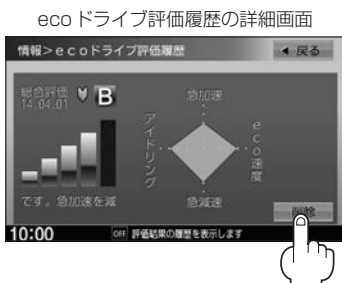 ecoドライブ評価履歴の詳細画面
情報>ecoドライブ評価履歴
戻る
総合評価
14.04.01
B
急加速
アイドリング
eco速度
急減速
です。急加速を減
削除
10:00
OFF 評価結果の履歴を表示します